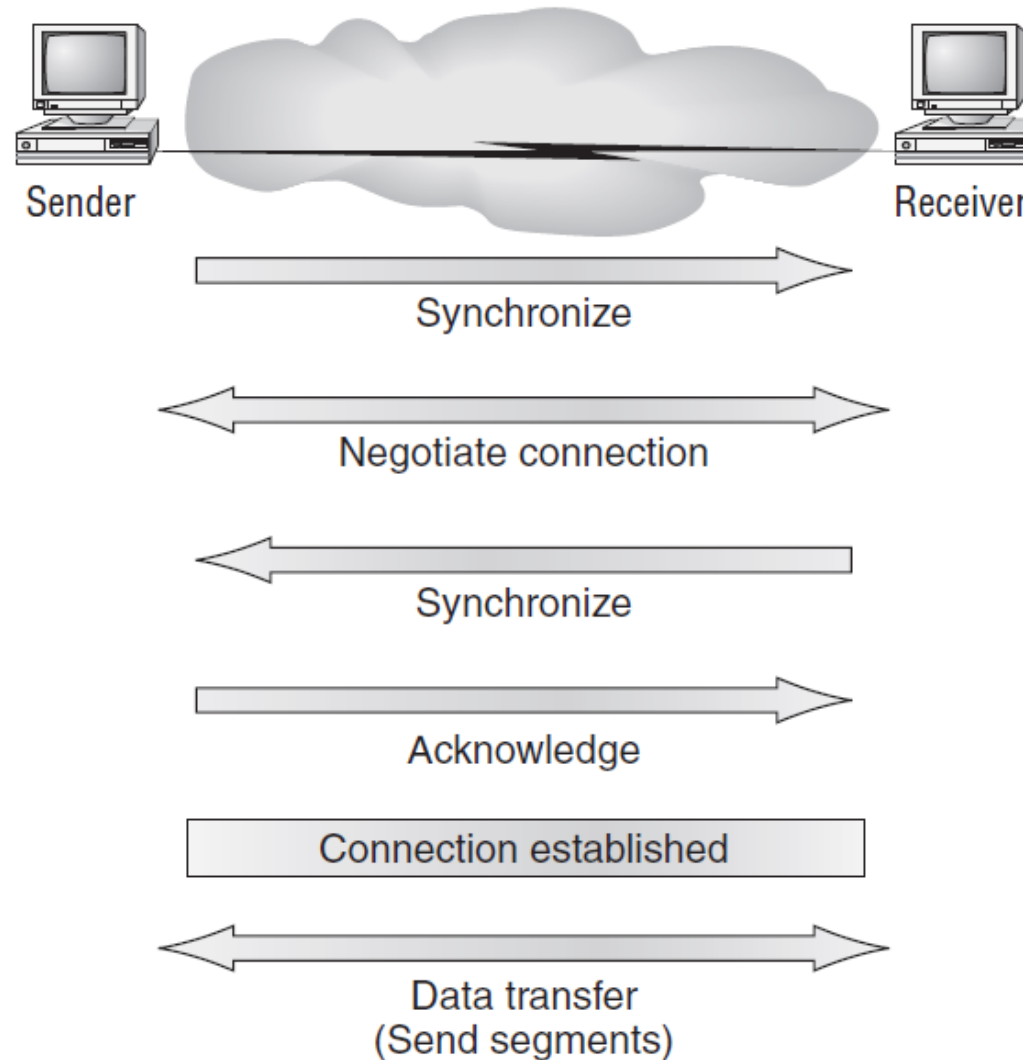 Sender
Receiver
Synchronize
Negotiate connection
Synchronize
Acknowledge
Connection established
Data transfer
(Send segments)